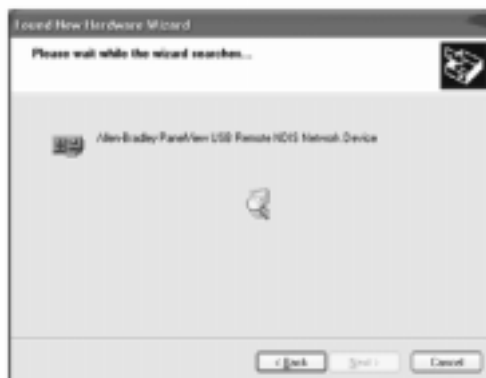 Found New Hardware Wizard
Please wait while the wizard searches...
Allen-Bradley PanelView USB Remote NDIS Network Device
< Back
Next >
Cancel